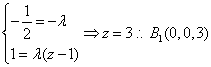 { -1/2 = -λ
1 = λ(z-1) ⇒ z = 3 ∴ B₁(0,0,3)